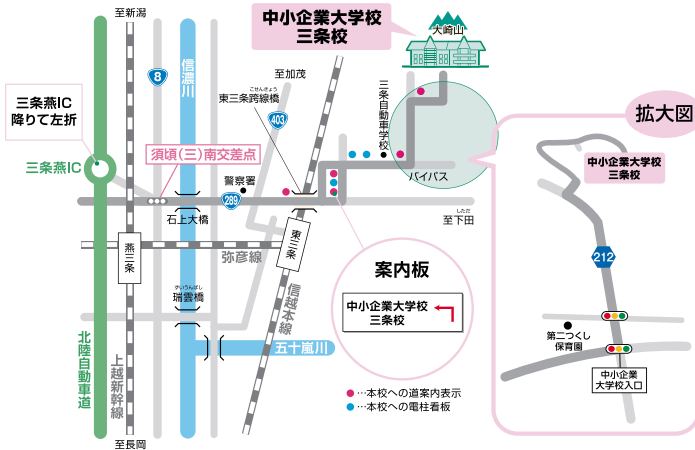 至新潟
中小企業大学校
三条校
大崎山
8
信濃川
至加茂
こせんきょう
東三条跨線橋
三条自動車学校
403
拡大図
三条燕IC
降りて左折
須頃(三)南交差点
三条燕IC
警察署
289
バイパス
中小企業大学校
三条校
石上大橋
しただ
至下田
燕三条
弥彦線
東三条
案内板
212
中小企業大学校
三条校
瑞雲橋
信越本線
第二つくし
保育園
五十嵐川
北陸自動車道
上越新幹線
中小企業
大学校入口
…本校への道案内表示
…本校への電柱看板
至長岡